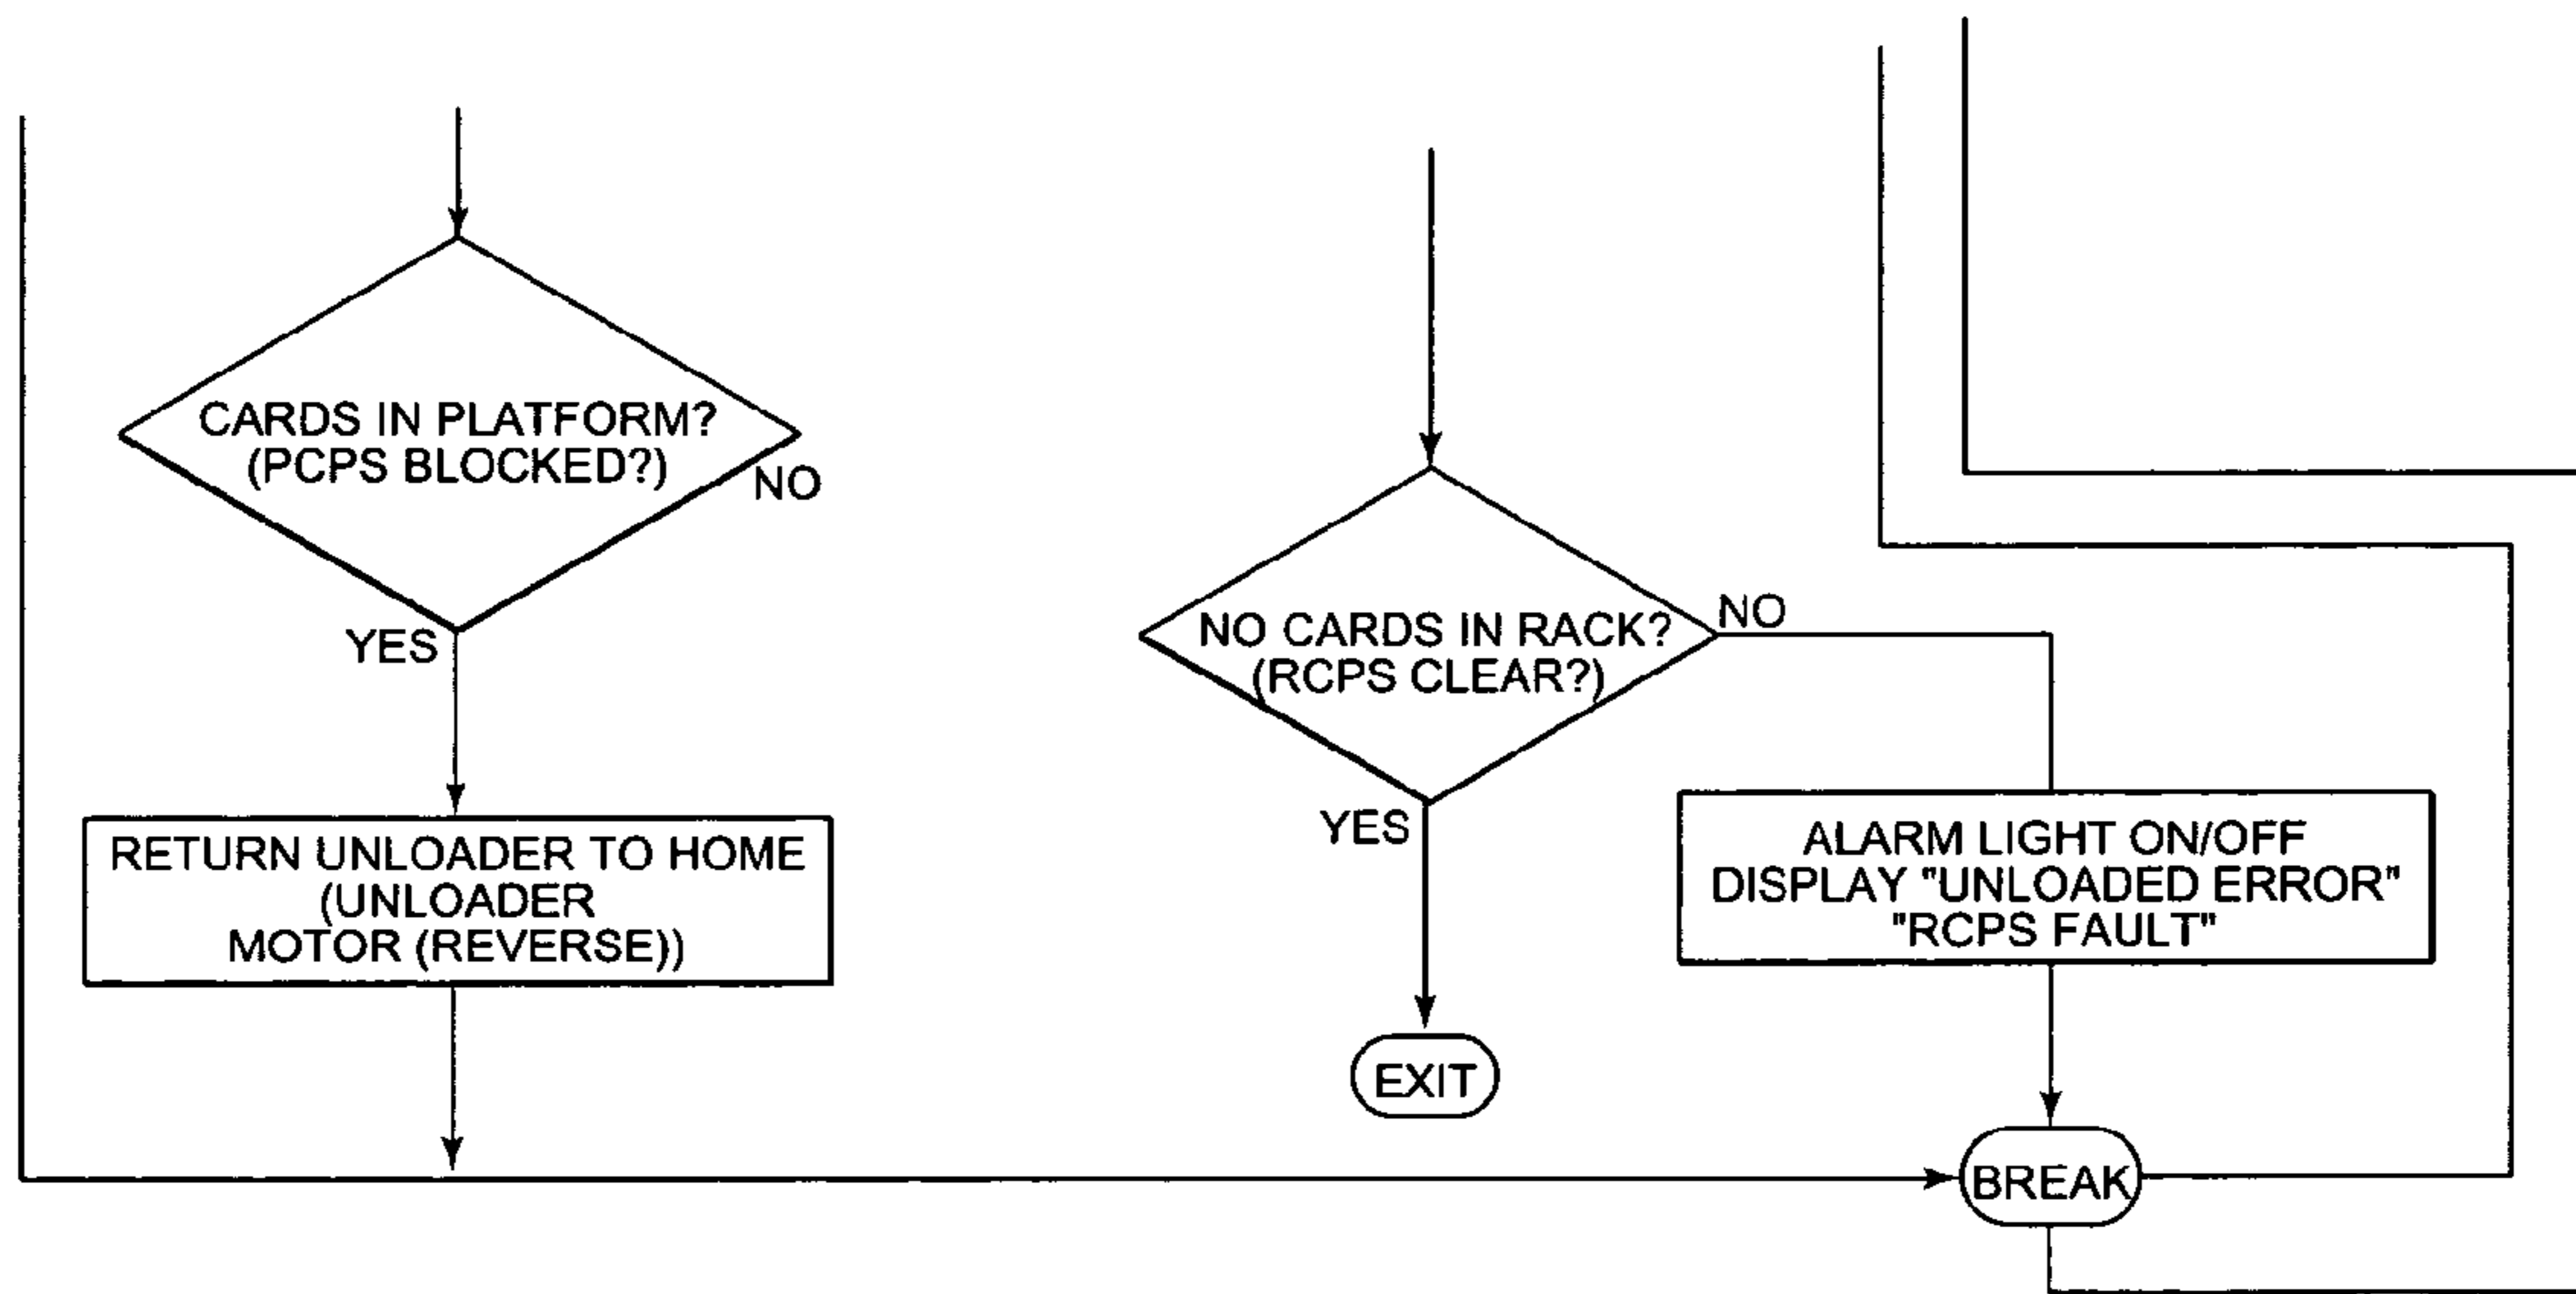 CARDS IN PLATFORM?
(PCPS BLOCKED?)
NO
YES
RETURN UNLOADER TO HOME
(UNLOADER
MOTOR (REVERSE))
NO CARDS IN RACK?
(RCPS CLEAR?)
NO
YES
EXIT
ALARM LIGHT ON/OFF
DISPLAY "UNLOADED ERROR"
"RCPS FAULT"
BREAK